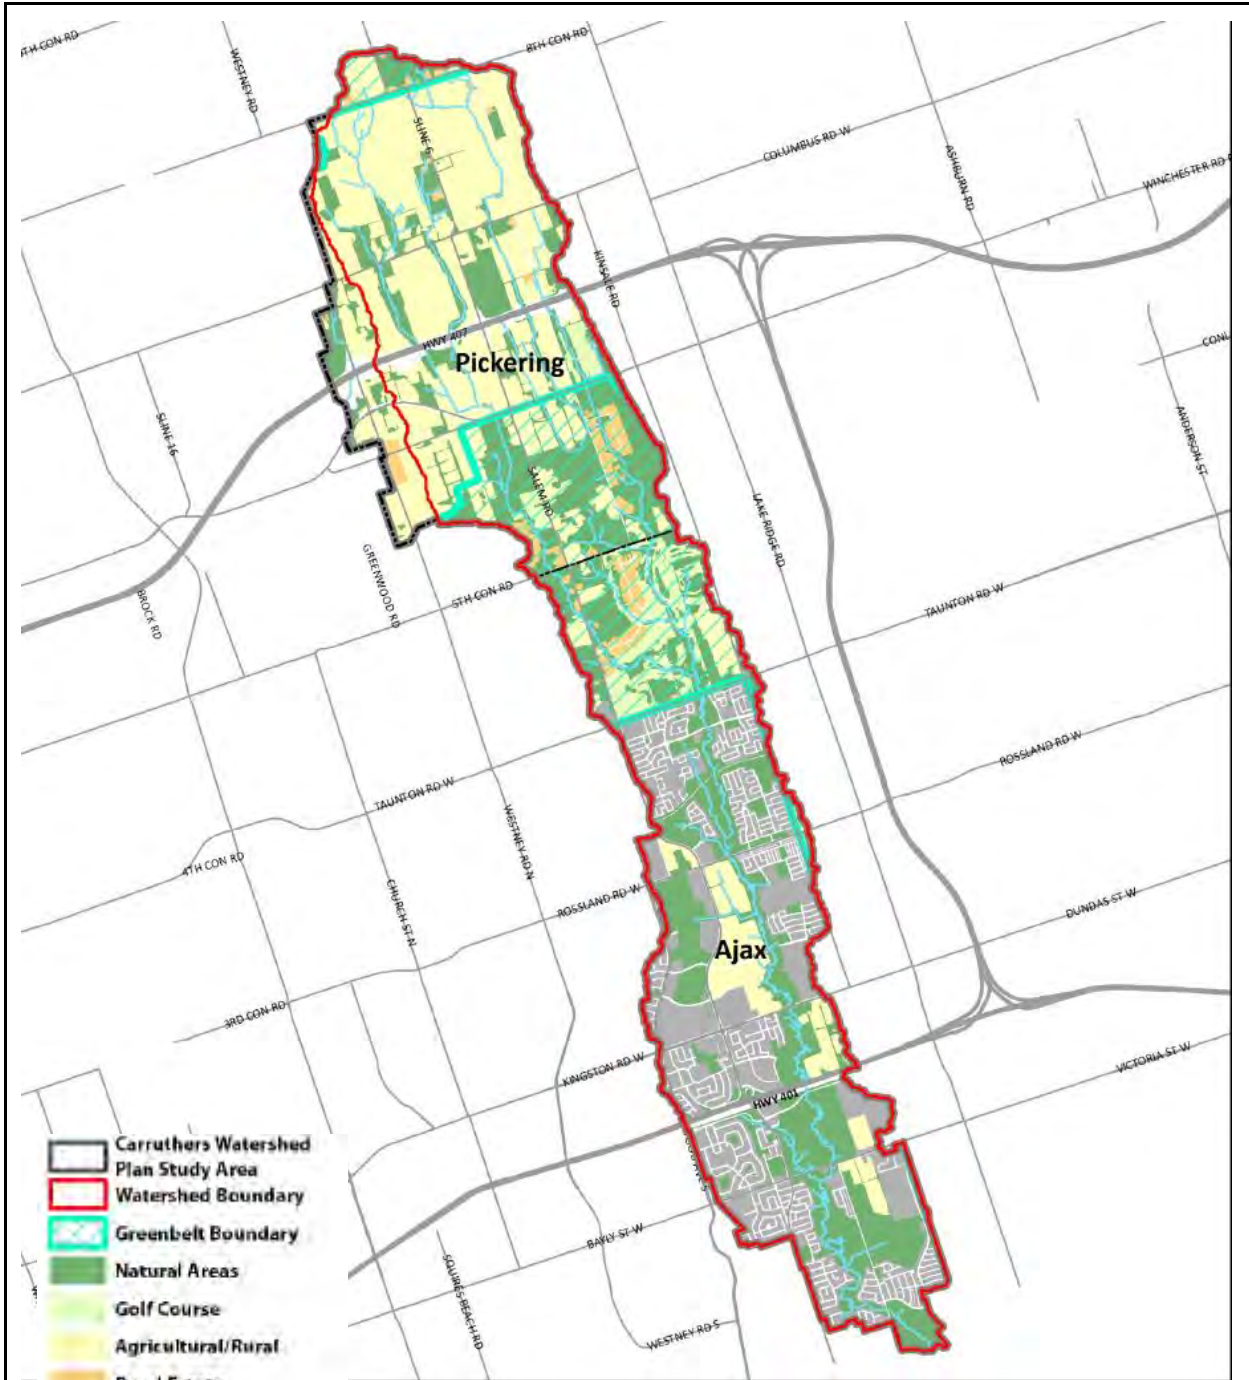 8TH CON RD
WESTNEY RD
SLINE 6
COLUMBUS RD W
ASHBURN RD
WINCHESTER RD
KINSALE RD
HWY 407
Pickering
SLINE 16
SALEM RD
LAKE RIDGE RD
ANDERSON ST
BROCK RD
GREENWOOD RD
5TH CON RD
TAUNTON RD W
ROSSLAND RD W
TAUNTON RD W
WESTNEY RD N
4TH CON RD
CHURCH ST N
ROSSLAND RD W
DUNDAS ST W
Ajax
3RD CON RD
KINGSTON RD W
VICTORIA ST W
HWY 401
BAYLY ST W
SQUIRES BEACH RD
WESTNEY RD S
Carruthers Watershed
Plan Study Area
Watershed Boundary
Greenbelt Boundary
Natural Areas
Golf Course
Agricultural/Rural